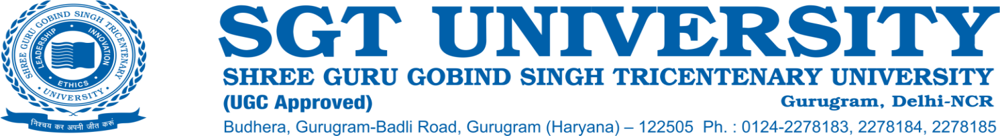 SHREE GURU GOBIND SINGH TRICENTENARY
LEADERSHIP • INNOVATION
• ETHICS •
• UNIVERSITY •
निश्चय कर अपनी जीत करूं
SGT UNIVERSITY
SHREE GURU GOBIND SINGH TRICENTENARY UNIVERSITY
(UGC Approved) Gurugram, Delhi-NCR
Budhera, Gurugram-Badli Road, Gurugram (Haryana) – 122505 Ph. : 0124-2278183, 2278184, 2278185